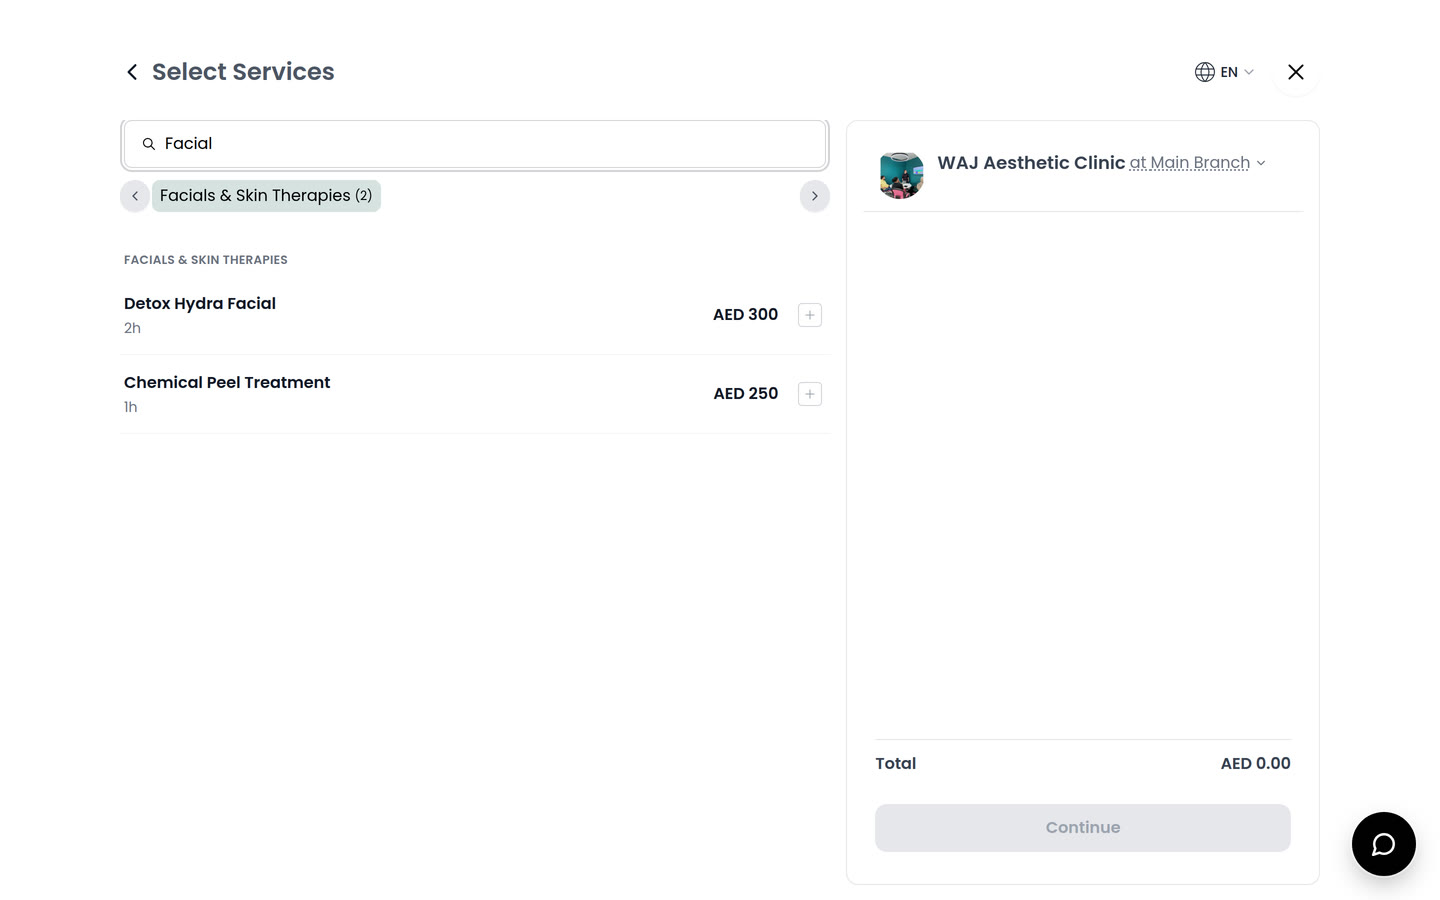 Select Services
EN
Facial
Facials & Skin Therapies (2)
FACIALS & SKIN THERAPIES
Detox Hydra Facial
2h
AED 300
Chemical Peel Treatment
1h
AED 250
WAJ Aesthetic Clinic at Main Branch
Total
AED 0.00
Continue